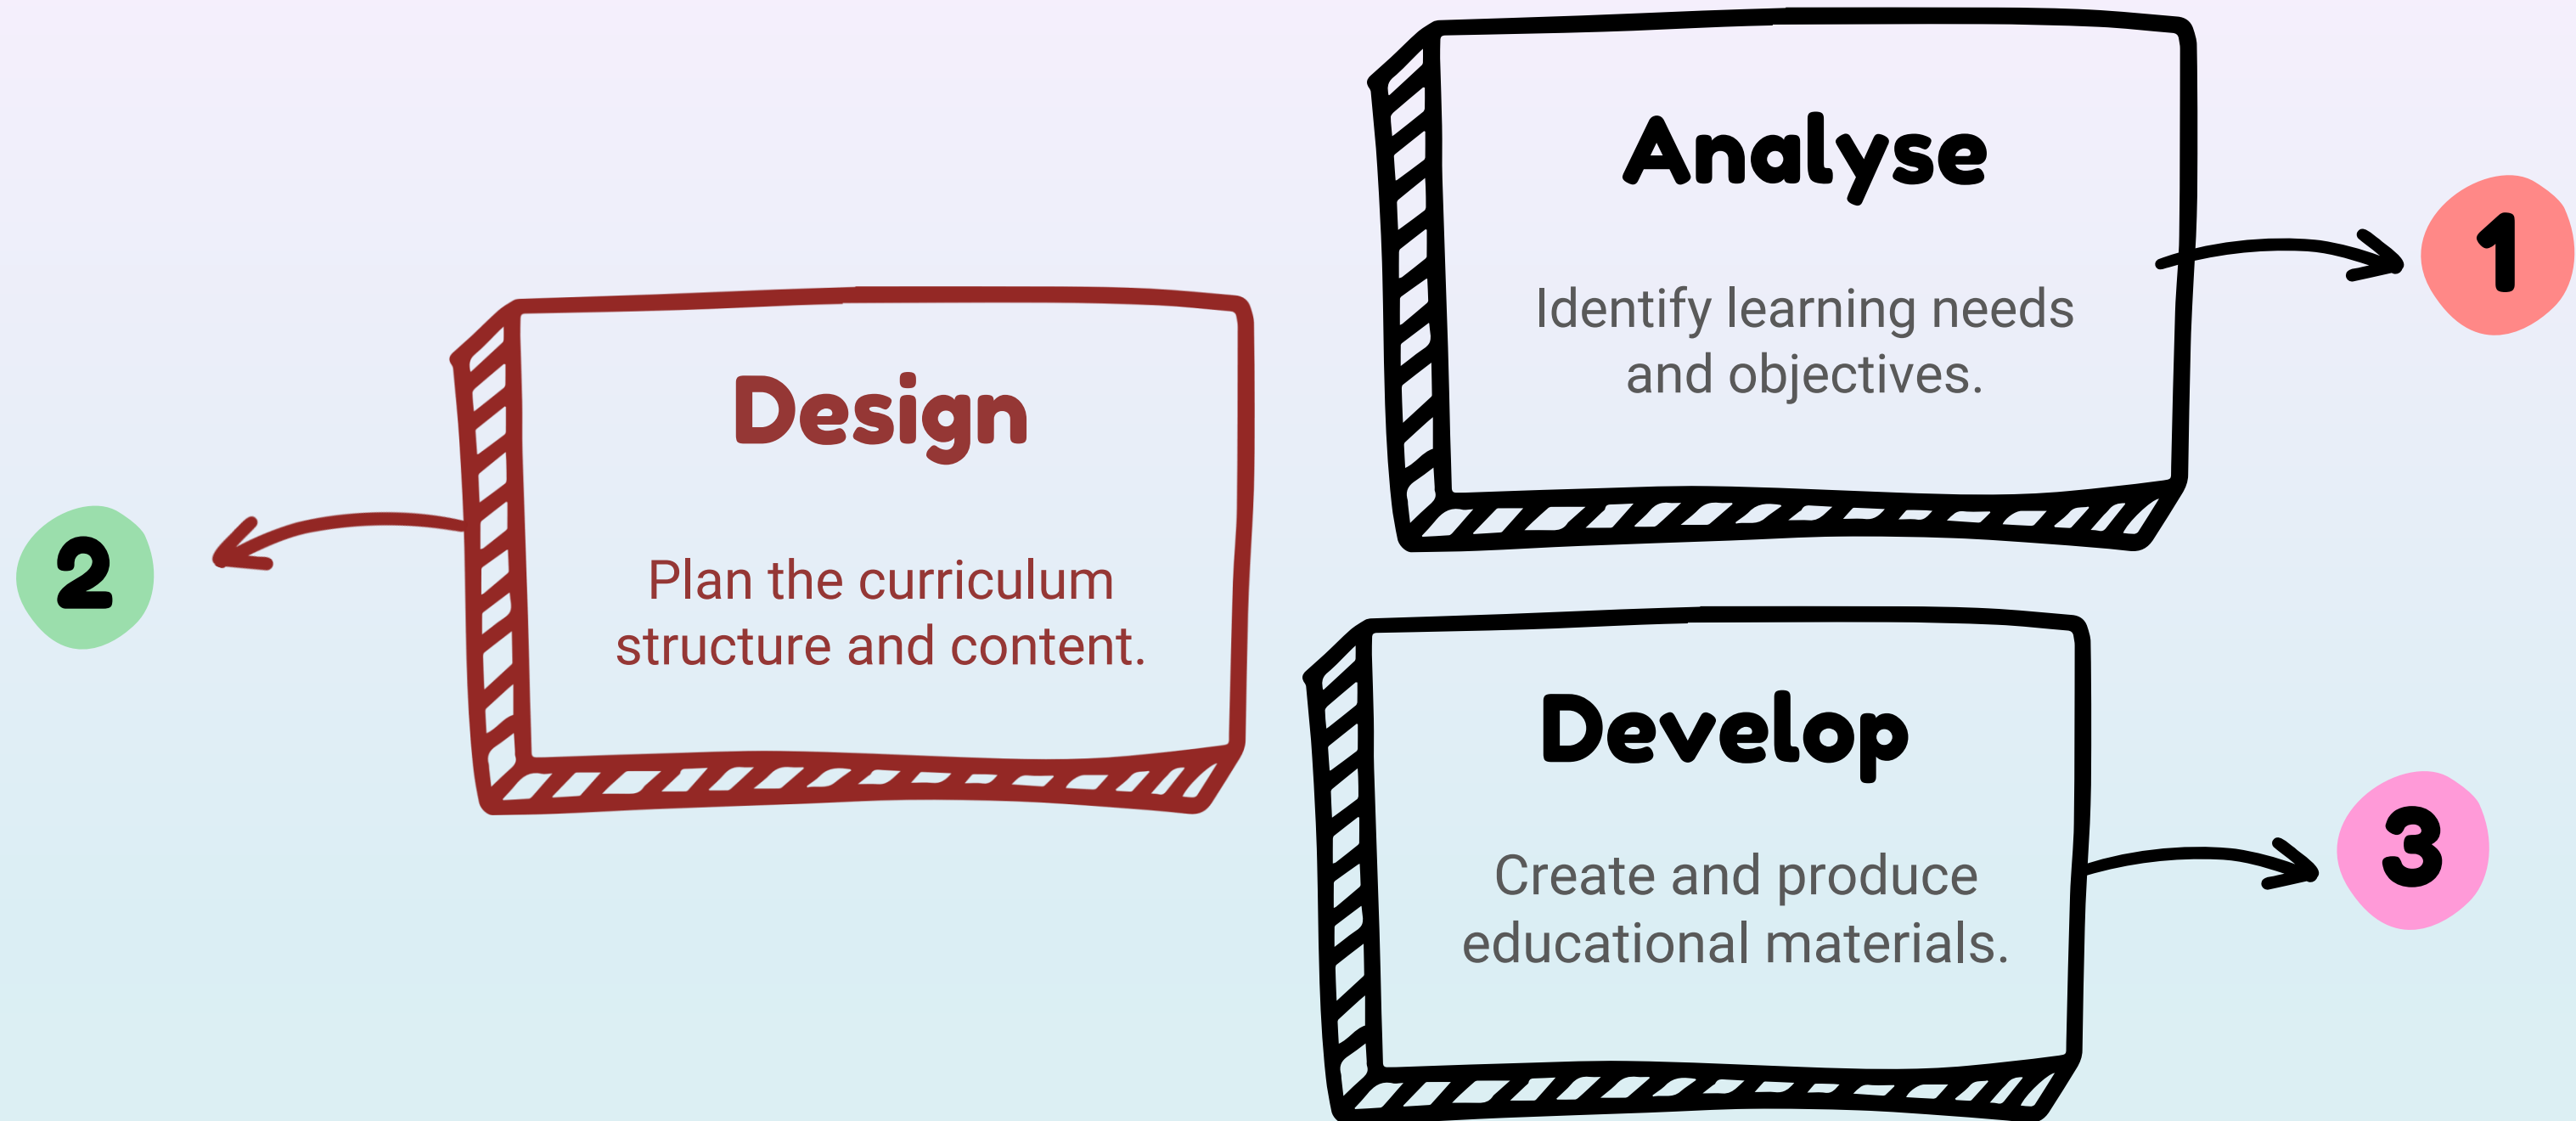 Analyse
Identify learning needs
and objectives.
1
Design
Plan the curriculum
structure and content.
2
Develop
Create and produce
educational materials.
3